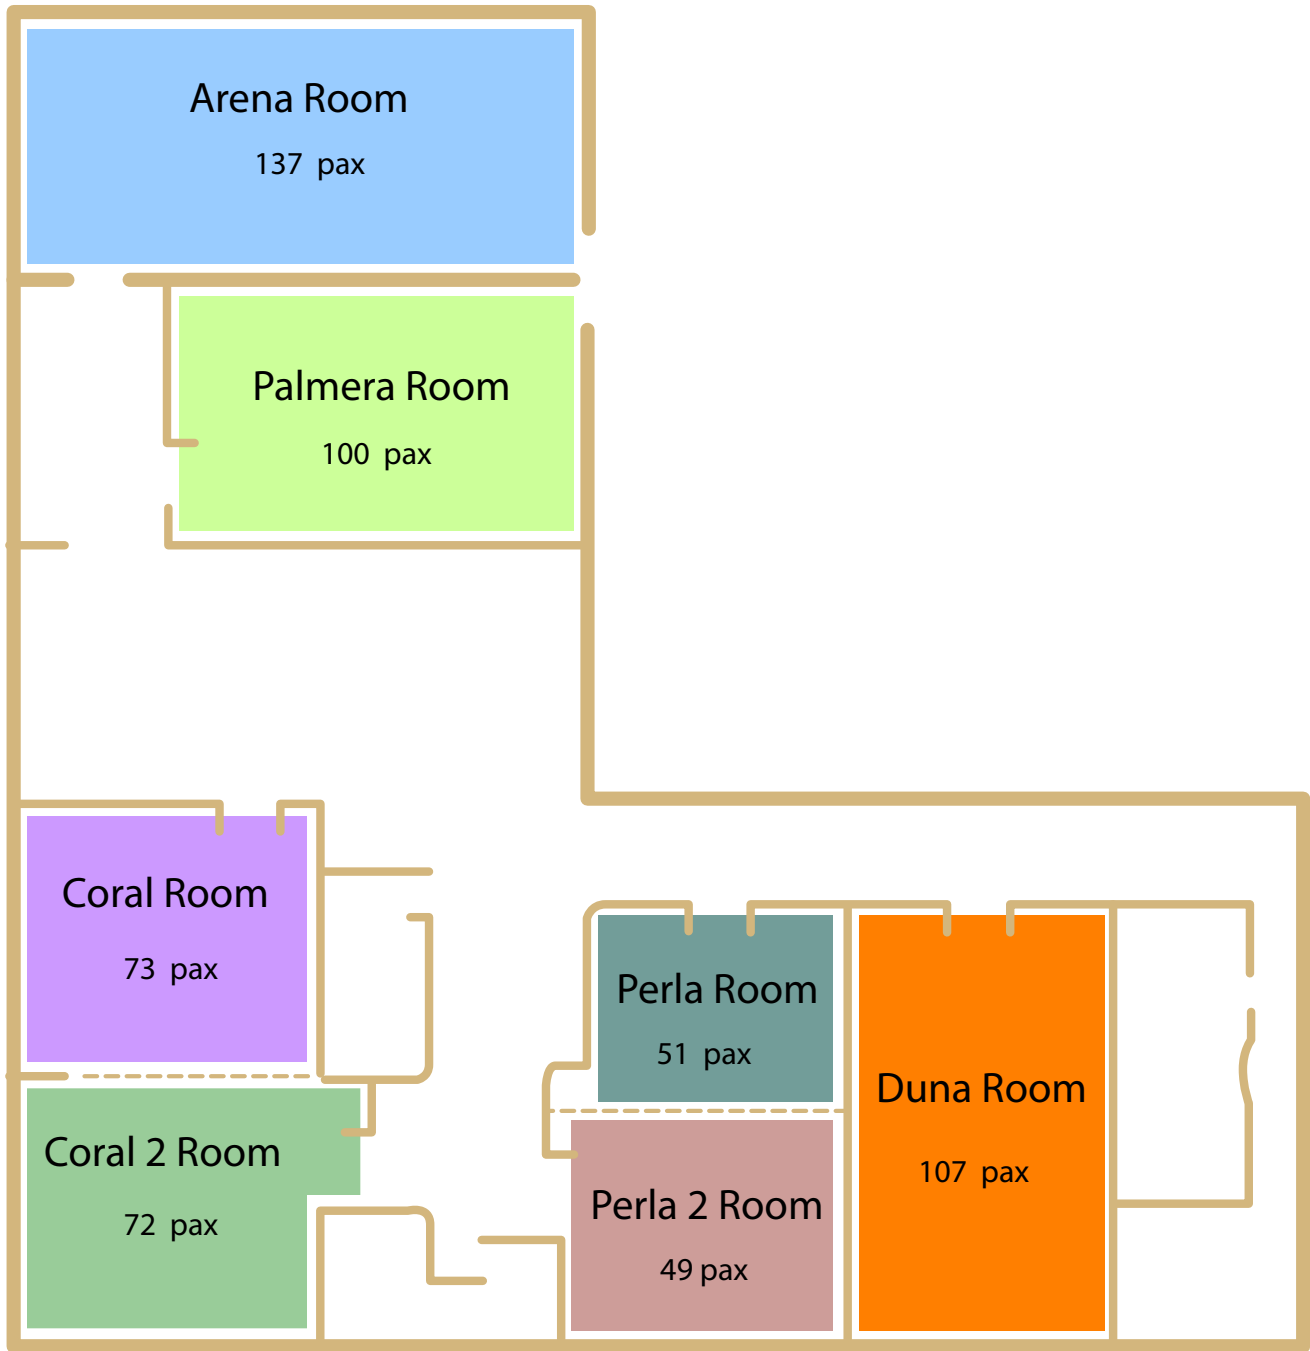 Arena Room
137 pax
Palmera Room
100 pax
Coral Room
73 pax
Coral 2 Room
72 pax
Perla Room
51 pax
Perla 2 Room
49 pax
Duna Room
107 pax